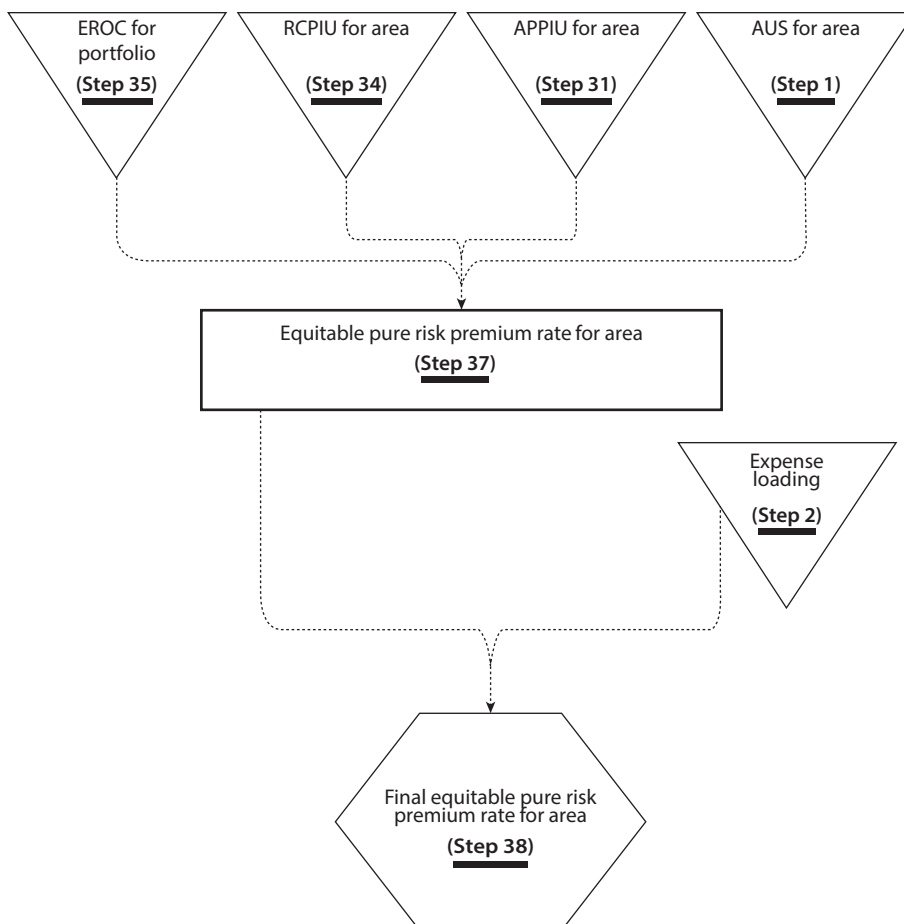 EROC for
portfolio
(Step 35)
RCPIU for area
(Step 34)
APPIU for area
(Step 31)
AUS for area
(Step 1)
Equitable pure risk premium rate for area
(Step 37)
Expense
loading
(Step 2)
Final equitable pure risk
premium rate for area
(Step 38)